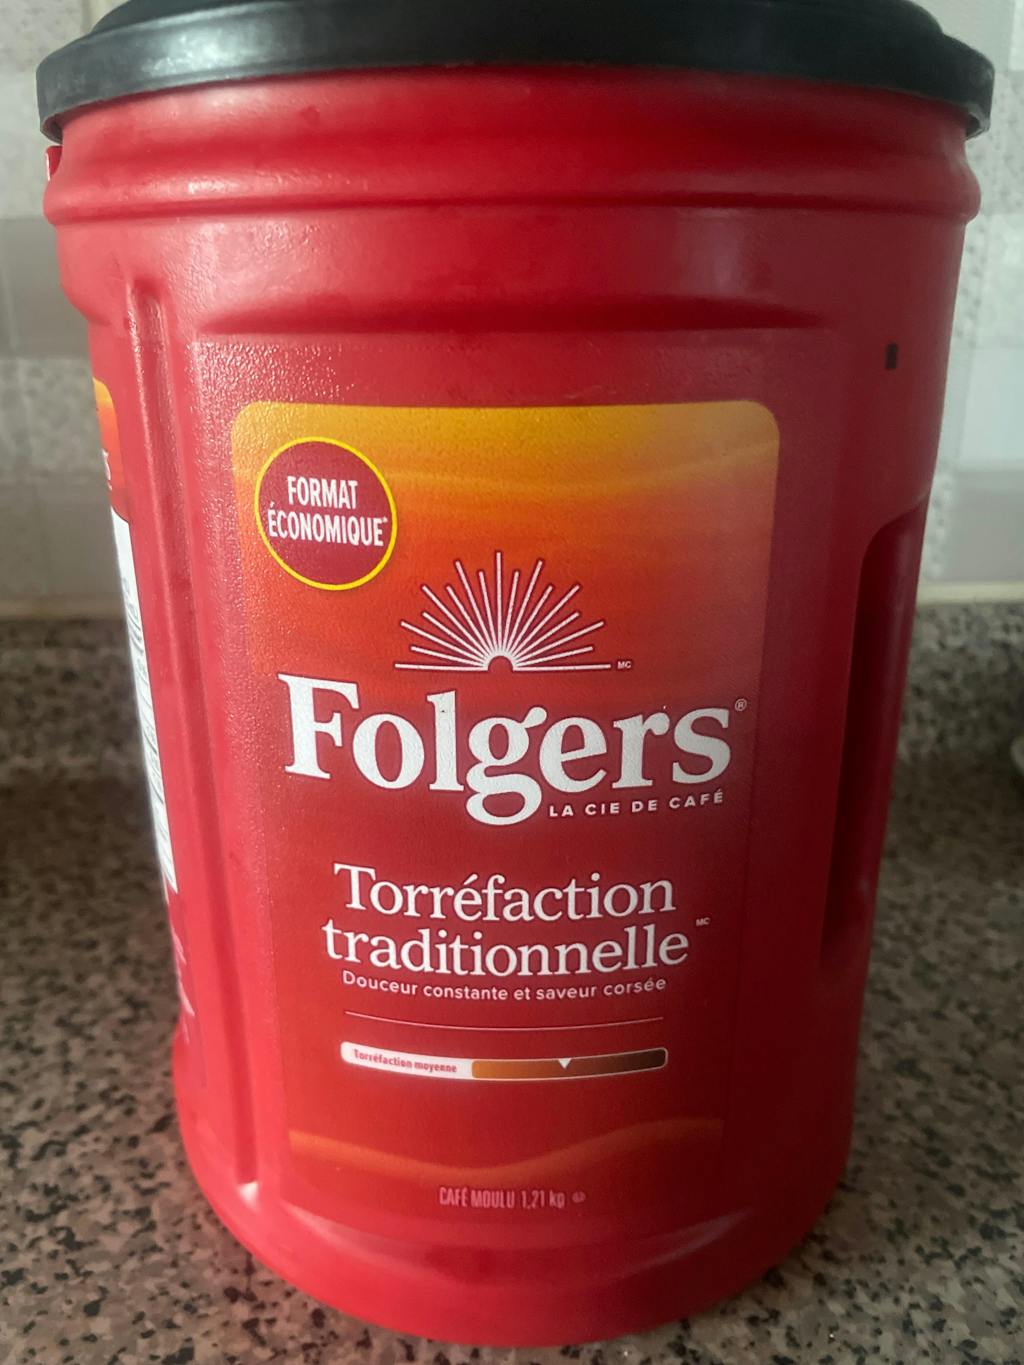 FORMAT
ÉCONOMIQUE*
MC
Folgers®
LA CIE DE CAFÉ
Torréfaction
traditionnelle MC
Douceur constante et saveur corsée
Torréfaction moyenne
CAFÉ MOULU 1,21 kg